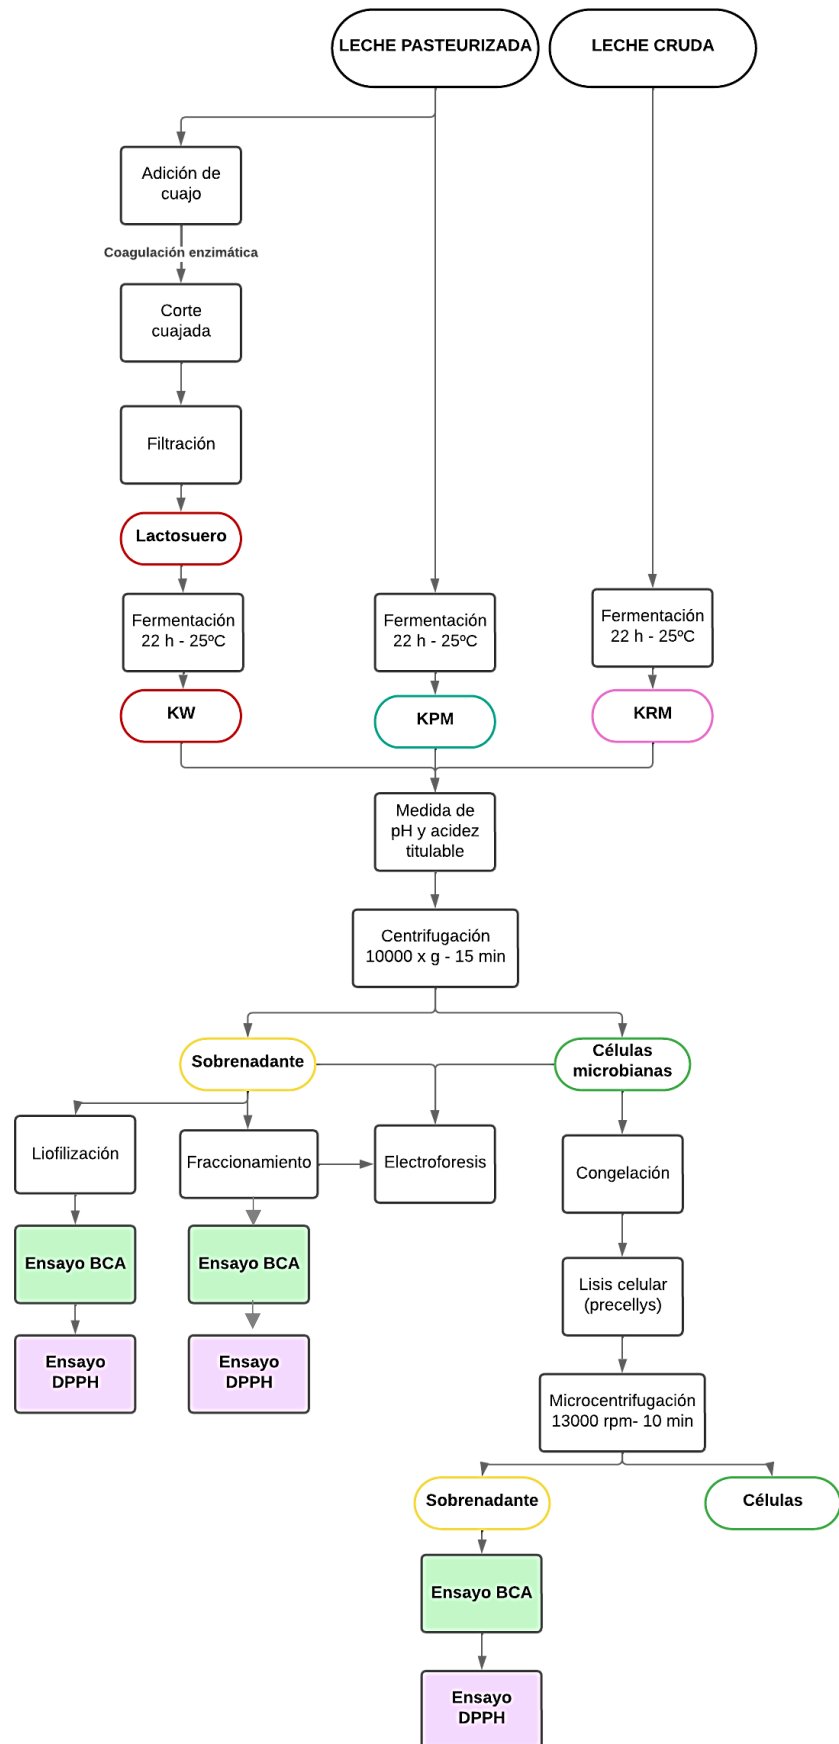 LECHE PASTEURIZADA
LECHE CRUDA
Adición de
cuajo
Coagulación enzimática
Corte
cuajada
Filtración
Lactosuero
Fermentación
22 h - 25ºC
Fermentación
22 h - 25ºC
Fermentación
22 h - 25ºC
KW
KPM
KRM
Medida de
pH y acidez
titulable
Centrifugación
10000 x g - 15 min
Sobrenadante
Células
microbianas
Liofilización
Fraccionamiento
Electroforesis
Congelación
Ensayo BCA
Ensayo BCA
Lisis celular
(precellys)
Ensayo
DPPH
Ensayo
DPPH
Microcentrifugación
13000 rpm- 10 min
Sobrenadante
Células
Ensayo BCA
Ensayo
DPPH